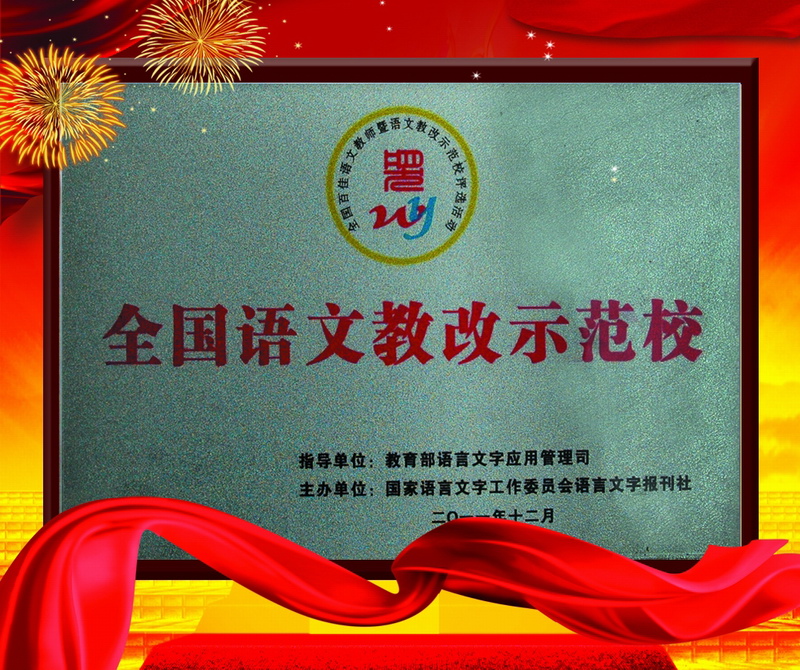 全国百佳语文教师暨语文教改示范校评选活动
wy
全国语文教改示范校
指导单位：教育部语言文字应用管理司
主办单位：国家语言文字工作委员会语言文字报刊社
二〇一一年十二月